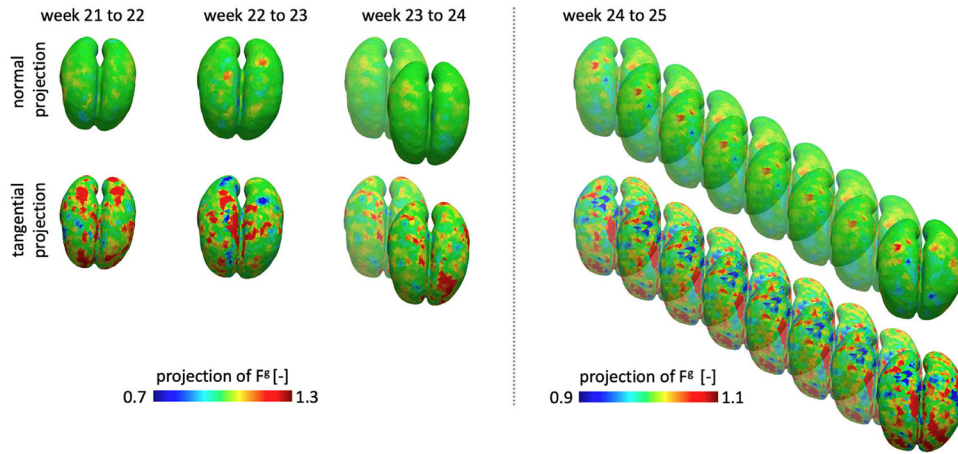 week 21 to 22
week 22 to 23
week 23 to 24
week 24 to 25
normal
projection
tangential
projection
projection of Fᵍ [-]
0.7
1.3
projection of Fᵍ [-]
0.9
1.1